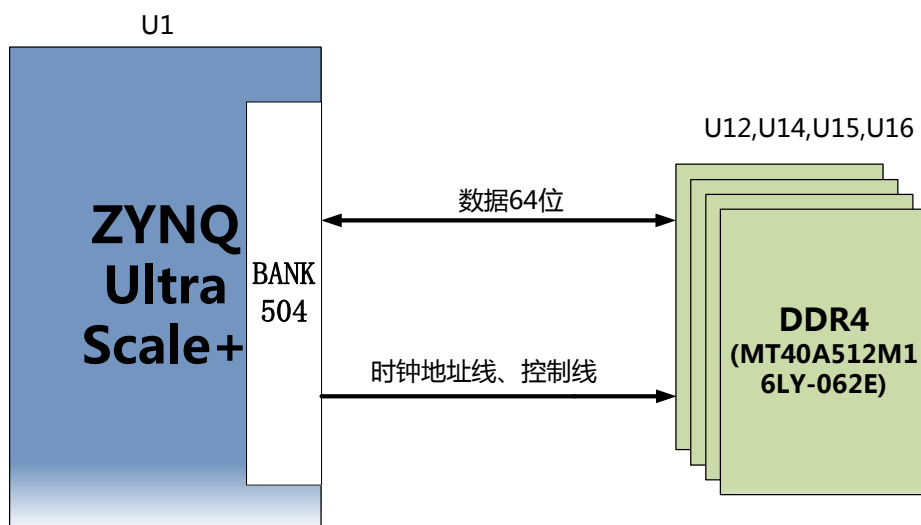 U1
U12,U14,U15,U16
数据64位
ZYNQ
Ultra
Scale+
BANK
504
DDR4
(MT40A512M1
6LY-062E)
时钟地址线、控制线